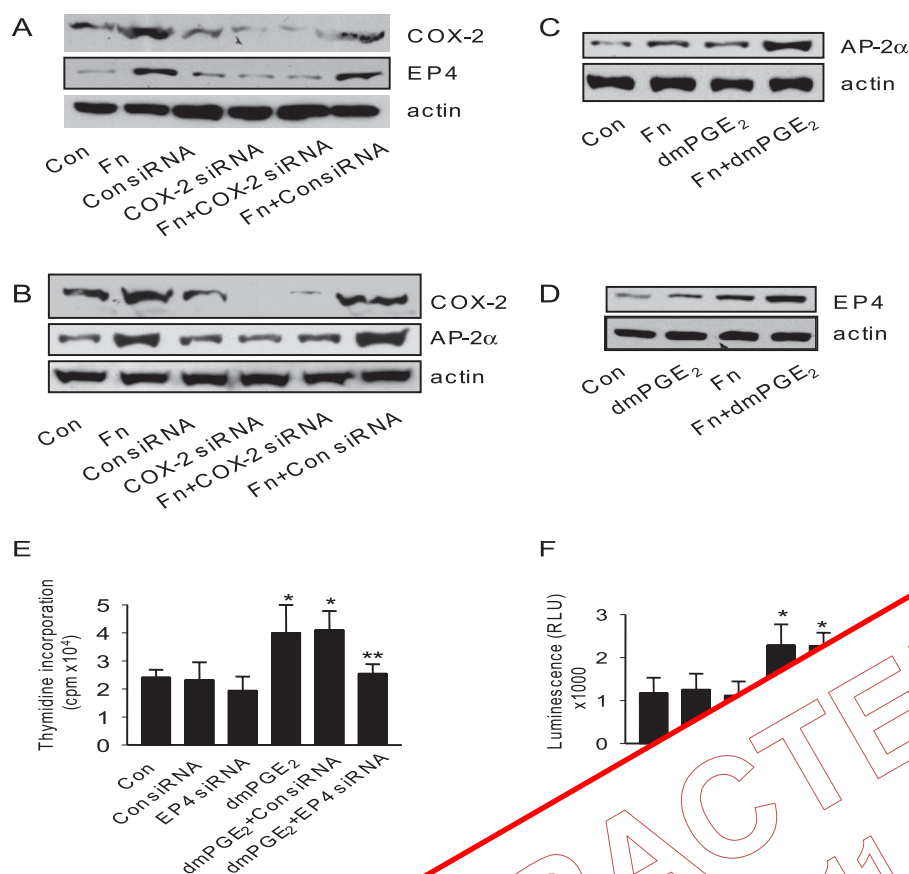 A
COX-2
EP4
actin
Con
Fn
ConsiRNA
COX-2 siRNA
Fn+COX-2 siRNA
Fn+ConsiRNA
C
AP-2α
actin
Con
Fn
dmPGE₂
Fn+dmPGE₂
B
COX-2
AP-2α
actin
Con
Fn
ConsiRNA
COX-2 siRNA
Fn+COX-2 siRNA
Fn+Con siRNA
D
EP4
actin
Con
dmPGE₂
Fn
Fn+dmPGE₂
E
Thymidine incorporation
(cpm x10⁴)
5
4
3
2
1
0
*
*
**
Con
ConsiRNA
EP4 siRNA
dmPGE₂
dmPGE₂+ConsiRNA
dmPGE₂+EP4 siRNA
F
Luminescence (RLU)
x1000
3
2
1
0
*
*